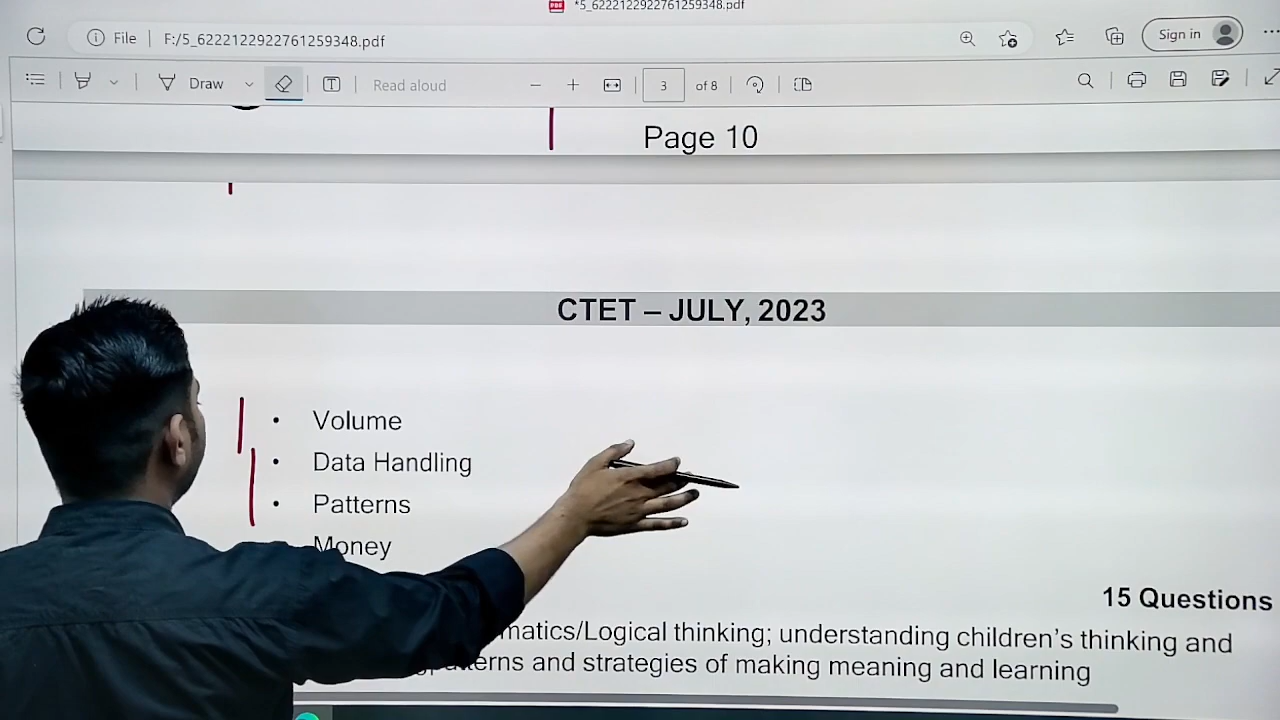 *5_6222122922761259348.pdf
File F:/5_6222122922761259348.pdf Sign in
Draw Read aloud 3 of 8
Page 10
CTET – JULY, 2023
• Volume
• Data Handling
• Patterns
Money
15 Questions
matics/Logical thinking; understanding children's thinking and
and strategies of making meaning and learning